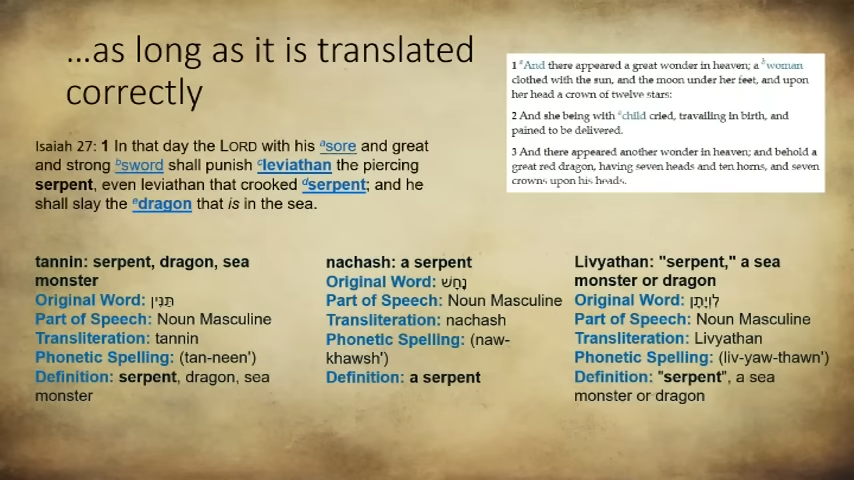 ...as long as it is translated
correctly
Isaiah 27: 1 In that day the LORD with his ᵃsore and great
and strong ᵇsword shall punish ᶜleviathan the piercing
serpent, even leviathan that crooked ᵈserpent; and he
shall slay the ᵉdragon that is in the sea.
1 ᵃAnd there appeared a great wonder in heaven; a ᵇwoman
clothed with the sun, and the moon under her feet, and upon
her head a crown of twelve stars:
2 And she being with ᵃchild cried, travailing in birth, and
pained to be delivered.
3 And there appeared another wonder in heaven; and behold a
great red dragon, having seven heads and ten horns, and seven
crowns upon his heads.
tannin: serpent, dragon, sea
monster
Original Word: תַּנִּין
Part of Speech: Noun Masculine
Transliteration: tannin
Phonetic Spelling: (tan-neen')
Definition: serpent, dragon, sea
monster
nachash: a serpent
Original Word: נָחָשׁ
Part of Speech: Noun Masculine
Transliteration: nachash
Phonetic Spelling: (naw-
khawsh')
Definition: a serpent
Livyathan: "serpent," a sea
monster or dragon
Original Word: לִוְיָתָן
Part of Speech: Noun Masculine
Transliteration: Livyathan
Phonetic Spelling: (liv-yaw-thawn')
Definition: "serpent", a sea
monster or dragon